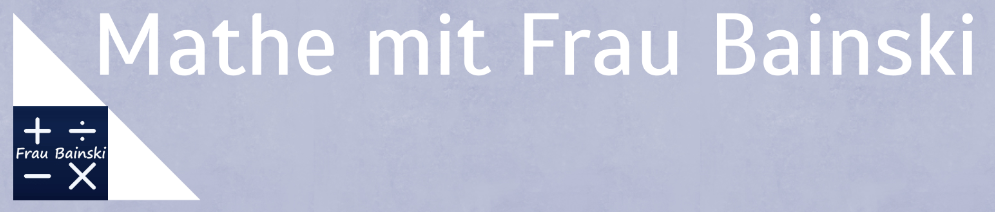 Mathe mit Frau Bainski
+ ÷
Frau Bainski
− ×